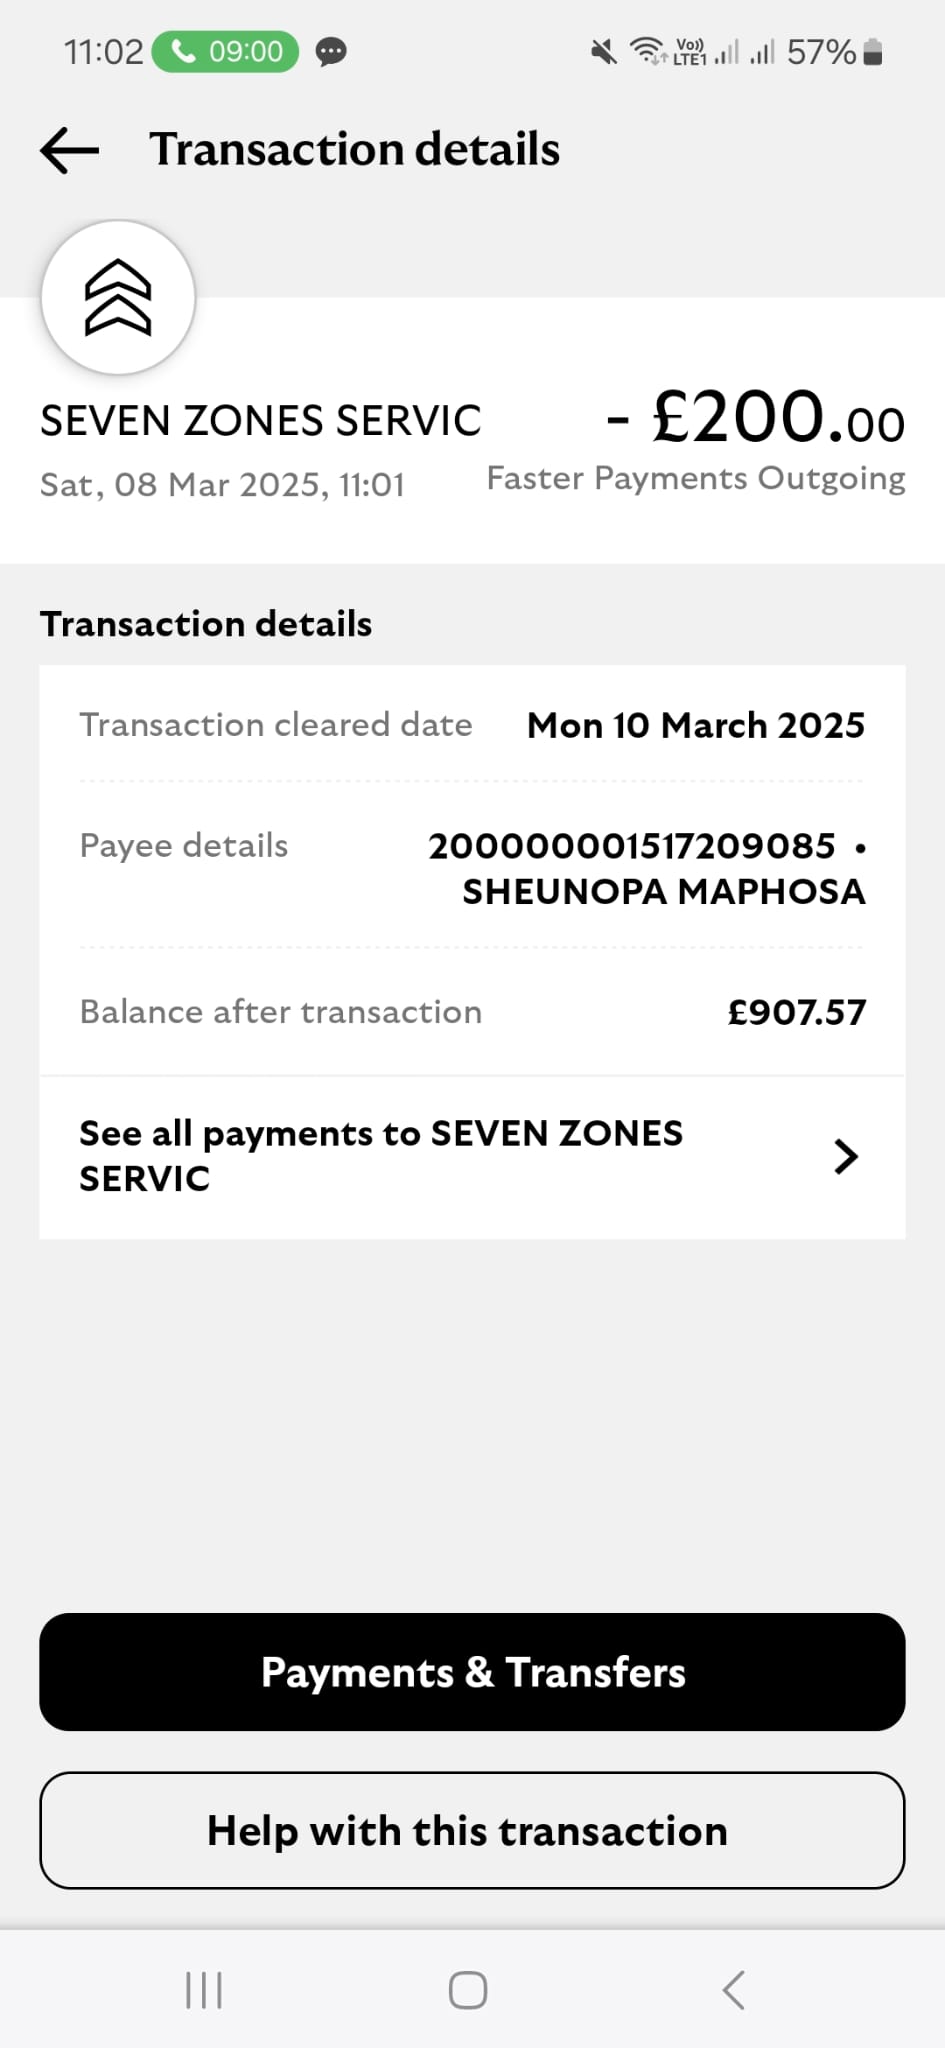 11:02 09:00 Vo)) LTE1 57%
Transaction details
SEVEN ZONES SERVIC - £200.00
Sat, 08 Mar 2025, 11:01 Faster Payments Outgoing
Transaction details
Transaction cleared date Mon 10 March 2025
Payee details 200000001517209085 •
SHEUNOPA MAPHOSA
Balance after transaction £907.57
See all payments to SEVEN ZONES
SERVIC
Payments & Transfers
Help with this transaction